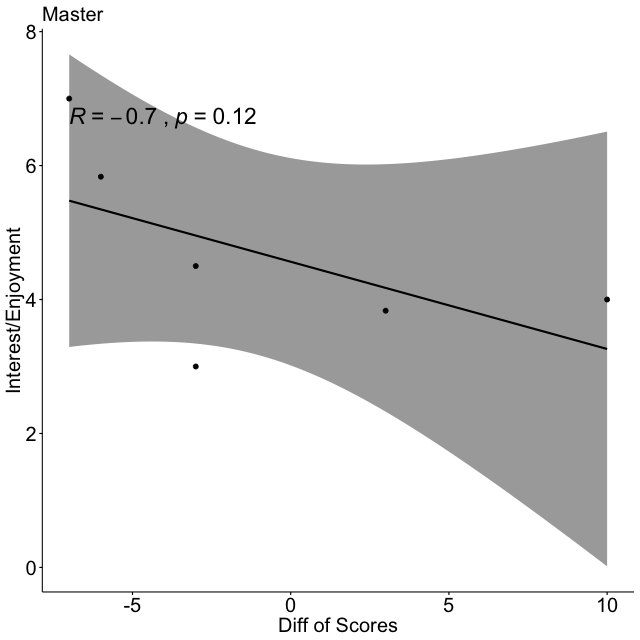 Master
R = −0.7 , p = 0.12
Interest/Enjoyment
8
6
4
2
0
-5 0 5 10
Diff of Scores